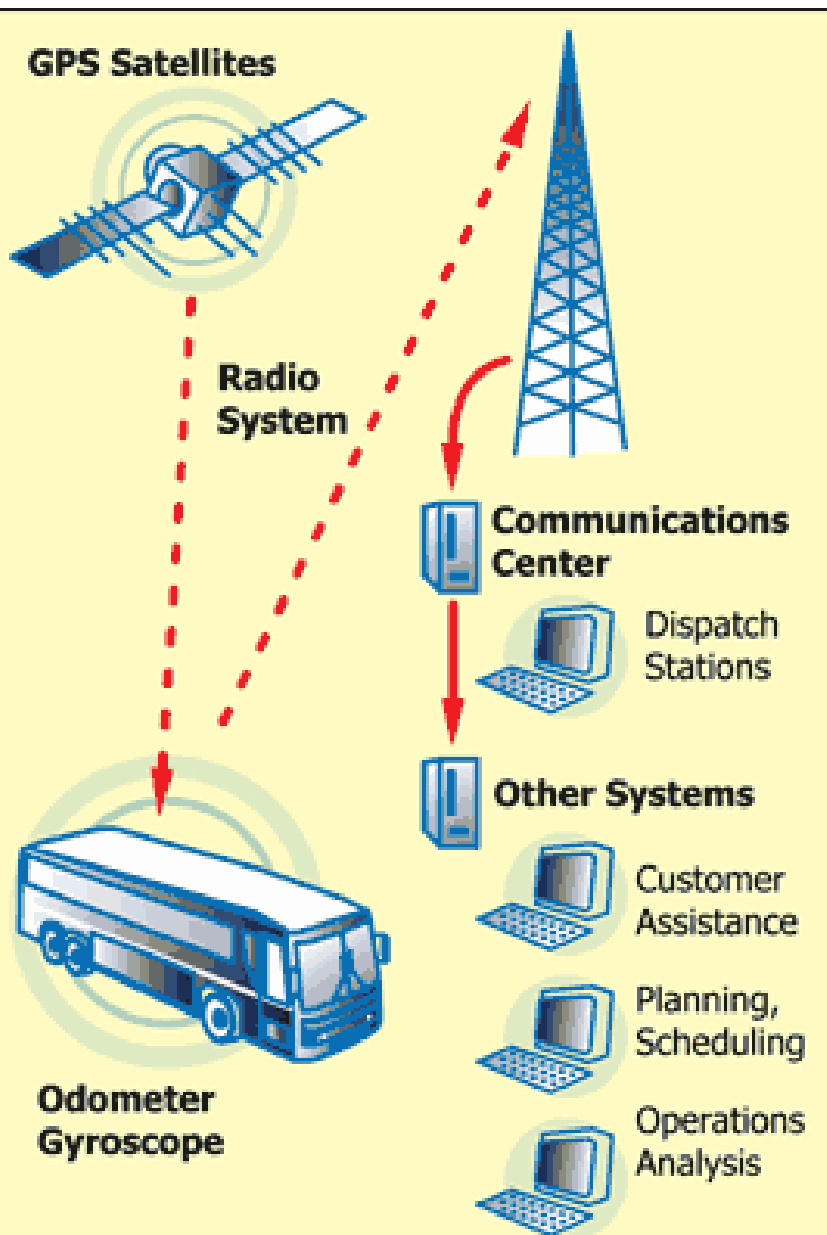 GPS Satellites
Radio
System
Communications
Center
Dispatch
Stations
Other Systems
Customer
Assistance
Planning,
Scheduling
Operations
Analysis
Odometer
Gyroscope